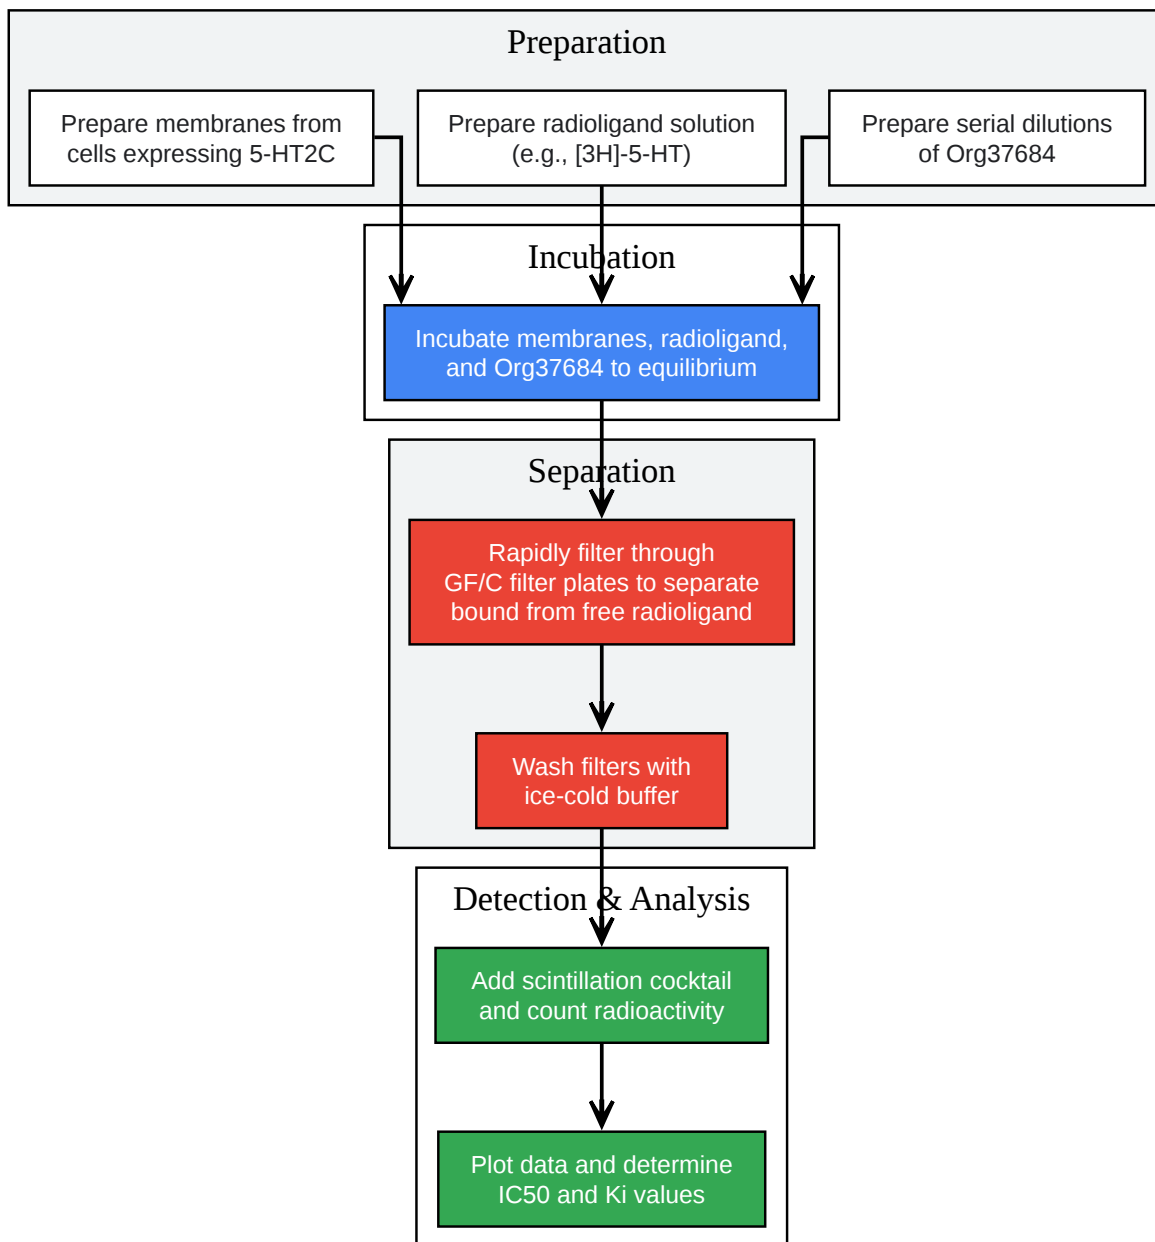 Preparation
Prepare membranes from
cells expressing 5-HT2C
Prepare radioligand solution
(e.g., [3H]-5-HT)
Prepare serial dilutions
of Org37684
Incubation
Incubate membranes, radioligand,
and Org37684 to equilibrium
Separation
Rapidly filter through
GF/C filter plates to separate
bound from free radioligand
Wash filters with
ice-cold buffer
Detection & Analysis
Add scintillation cocktail
and count radioactivity
Plot data and determine
IC50 and Ki values